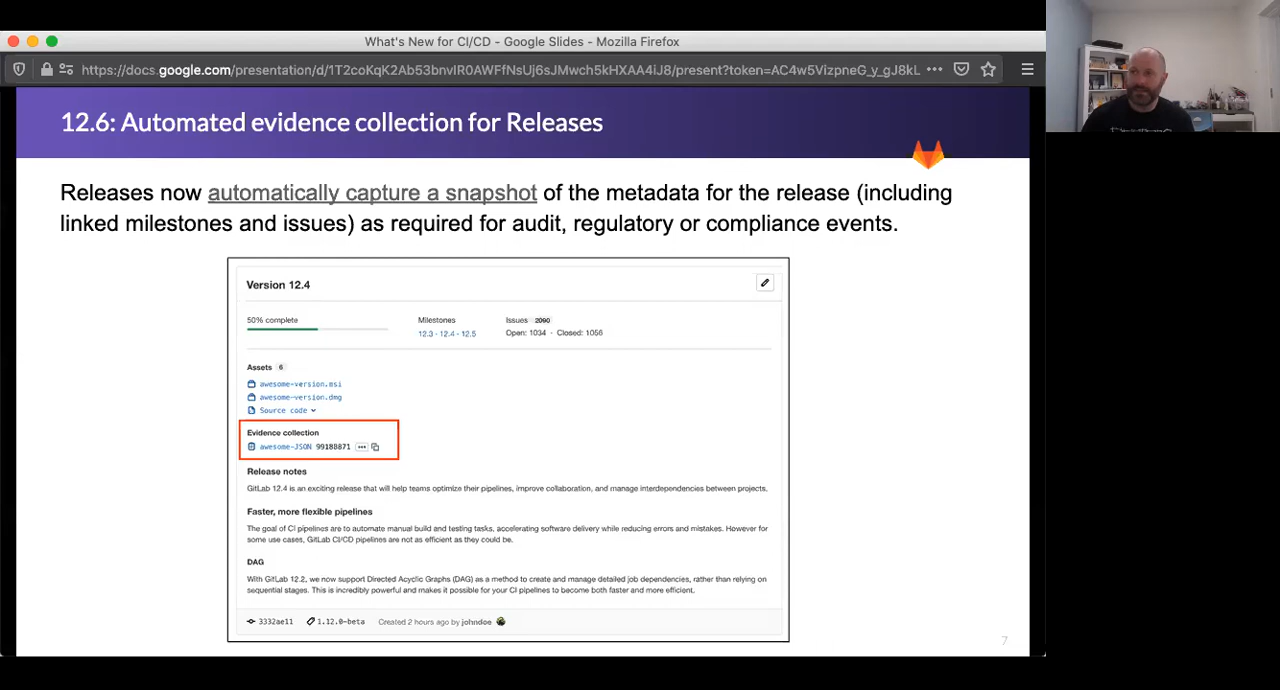 What's New for CI/CD - Google Slides - Mozilla Firefox
https://docs.google.com/presentation/d/1T2coKqK2Ab53bnvIR0AWFfNsUj6sJMwch5kHXAA4iJ8/present?token=AC4w5VizpneG_y_gJ8kL
12.6: Automated evidence collection for Releases
Releases now automatically capture a snapshot of the metadata for the release (including
linked milestones and issues) as required for audit, regulatory or compliance events.
Version 12.4
50% complete
Milestones
Issues 2090
12.3 - 12.4 - 12.5
Open: 1034 · Closed: 1056
Assets 6
awesome-version.msi
awesome-version.dmg
Source code
Evidence collection
awesome-JSON 9918B871
Release notes
GitLab 12.4 is an exciting release that will help teams optimize their pipelines, improve collaboration, and manage interdependencies between projects.
Faster, more flexible pipelines
The goal of CI pipelines are to automate manual build and testing tasks, accelerating software delivery while reducing errors and mistakes. However for
some use cases, GitLab CI/CD pipelines are not as efficient as they could be.
DAG
With GitLab 12.2, we now support Directed Acyclic Graphs (DAG) as a method to create and manage detailed job dependencies, rather than relying on
sequential stages. This is incredibly powerful and makes it possible for your CI pipelines to become both faster and more efficient.
3332ae11 1.12.0-beta Created 2 hours ago by johndoe
7